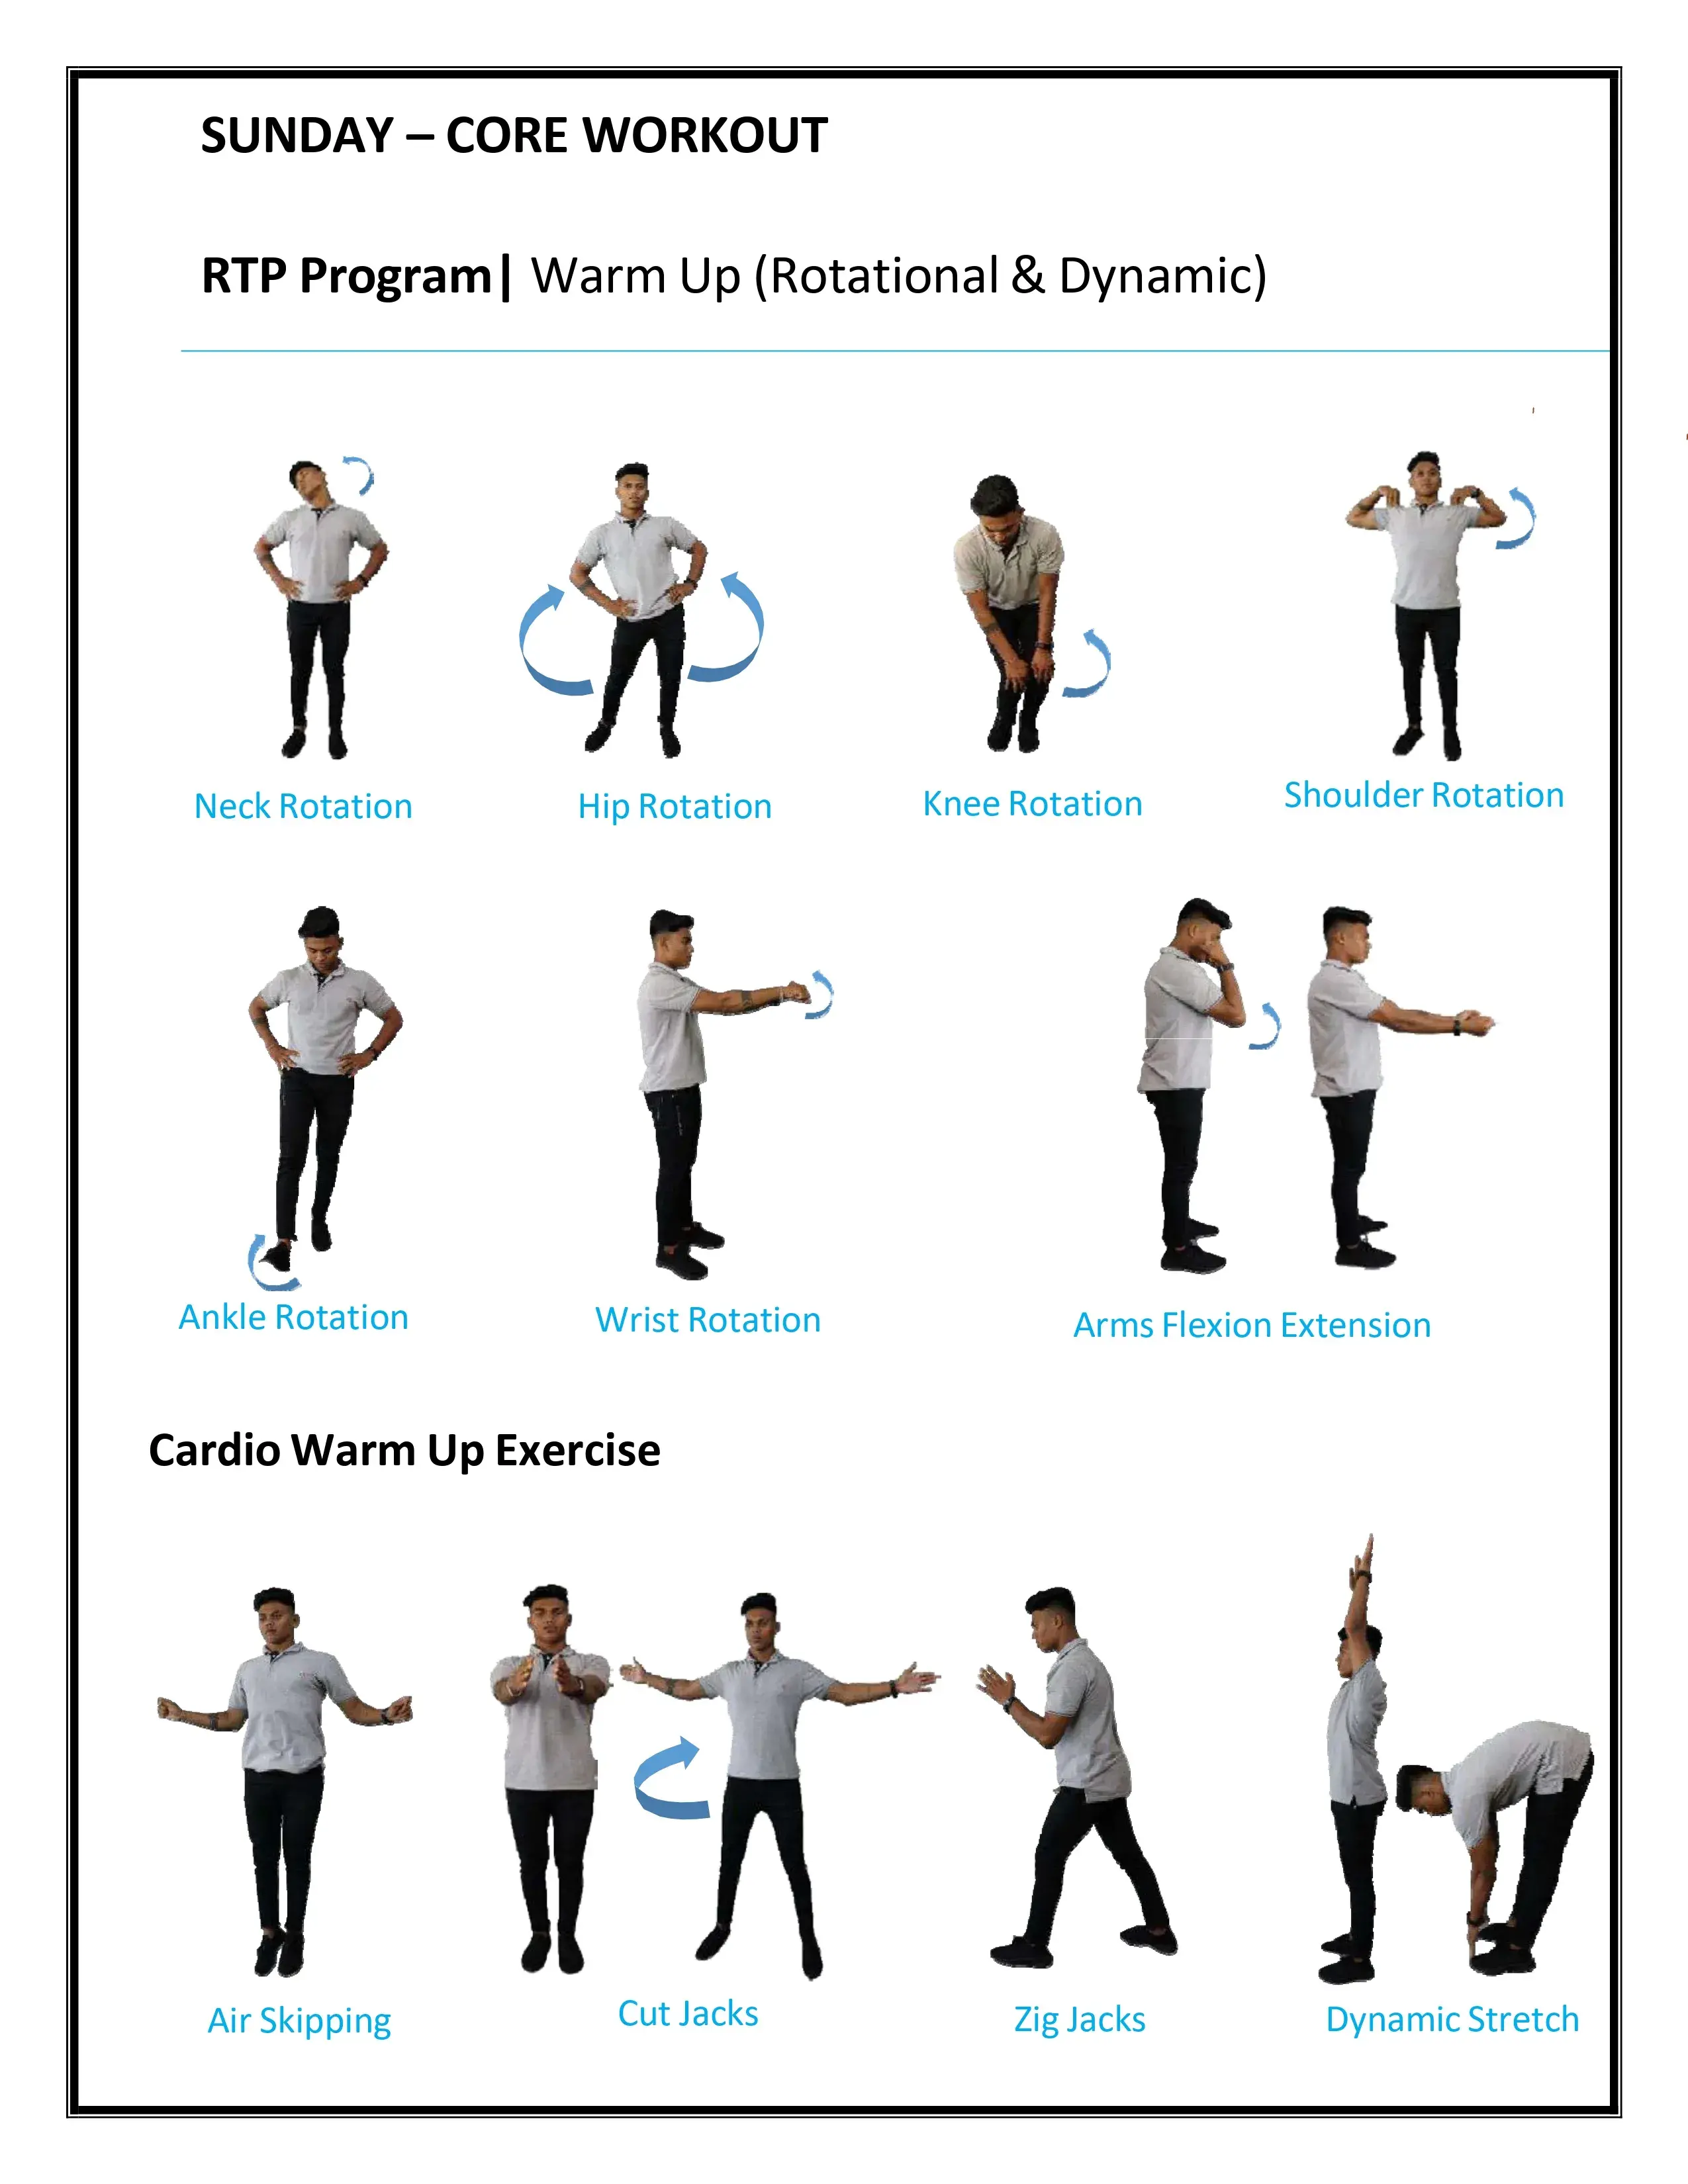 SUNDAY – CORE WORKOUT
RTP Program| Warm Up (Rotational & Dynamic)
Neck Rotation
Hip Rotation
Knee Rotation
Shoulder Rotation
Ankle Rotation
Wrist Rotation
Arms Flexion Extension
Cardio Warm Up Exercise
Air Skipping
Cut Jacks
Zig Jacks
Dynamic Stretch